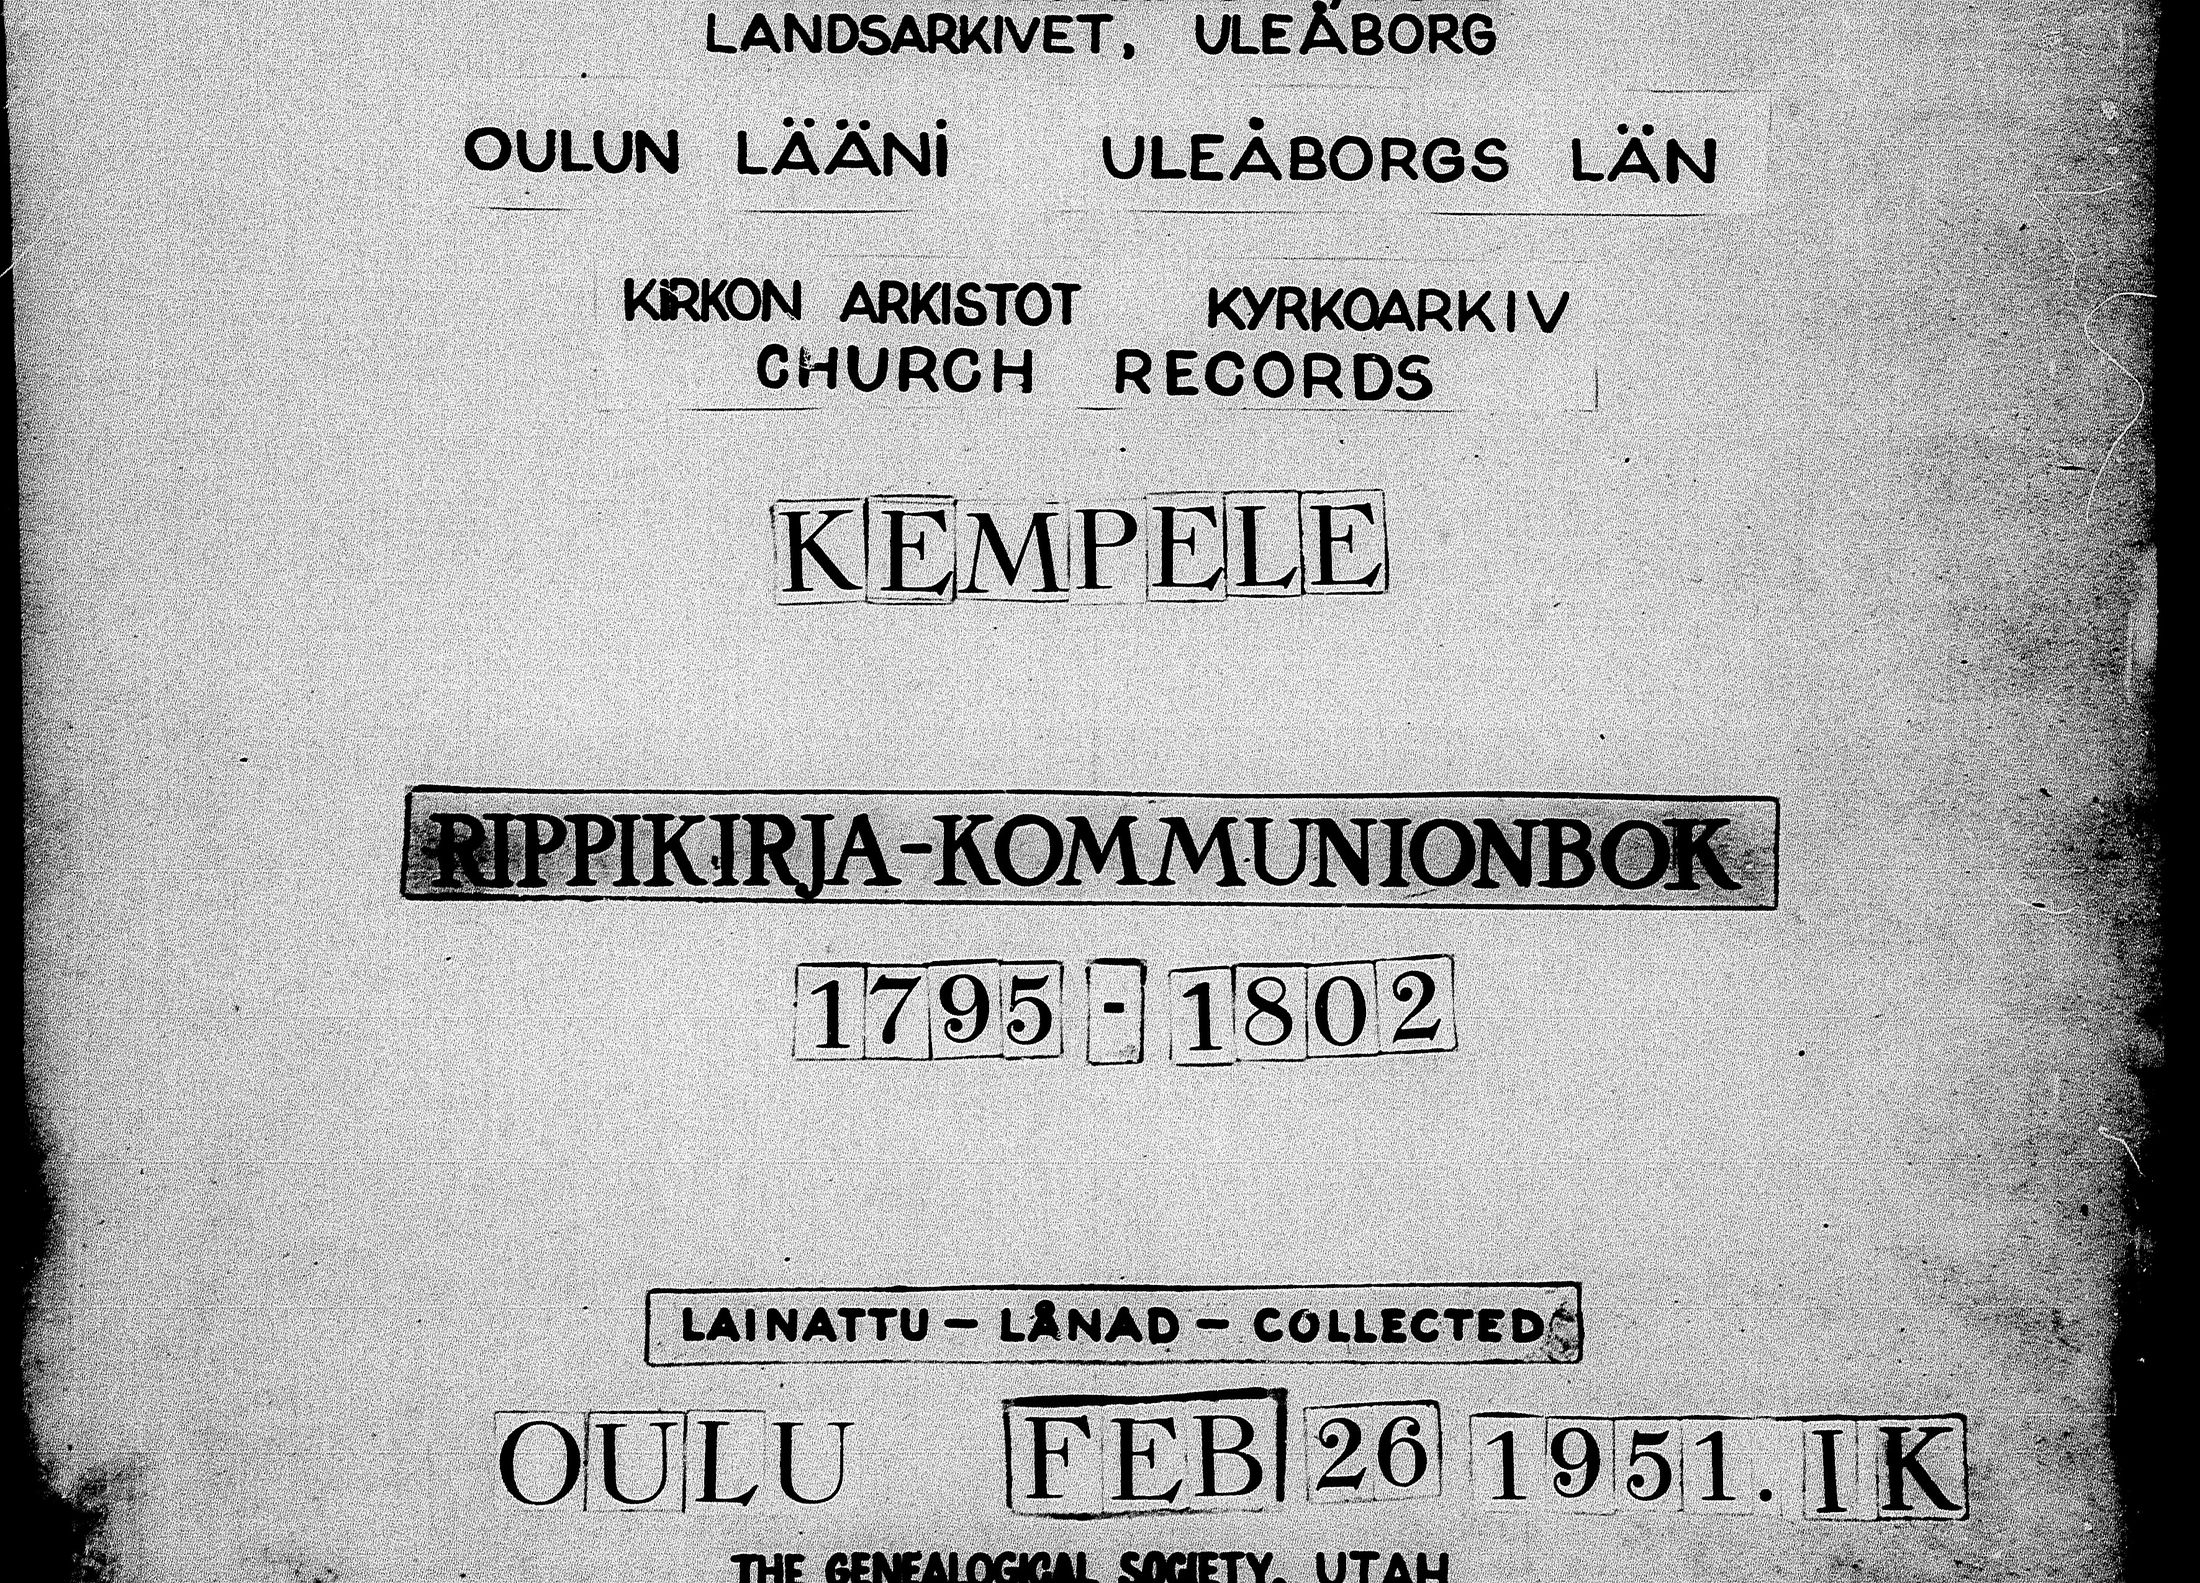 LANDSARKIVET, ULEÅBORG
OULUN LÄÄNI ULEÅBORGS LÄN
KIRKON ARKISTOT KYRKOARKIV
CHURCH RECORDS
KEMPELE
RIPPIKIRJA-KOMMUNIONBOK
1795 - 1802
LAINATTU - LÅNAD - COLLECTED
OULU FEB 26 1951. IK
THE GENEALOGICAL SOCIETY, UTAH